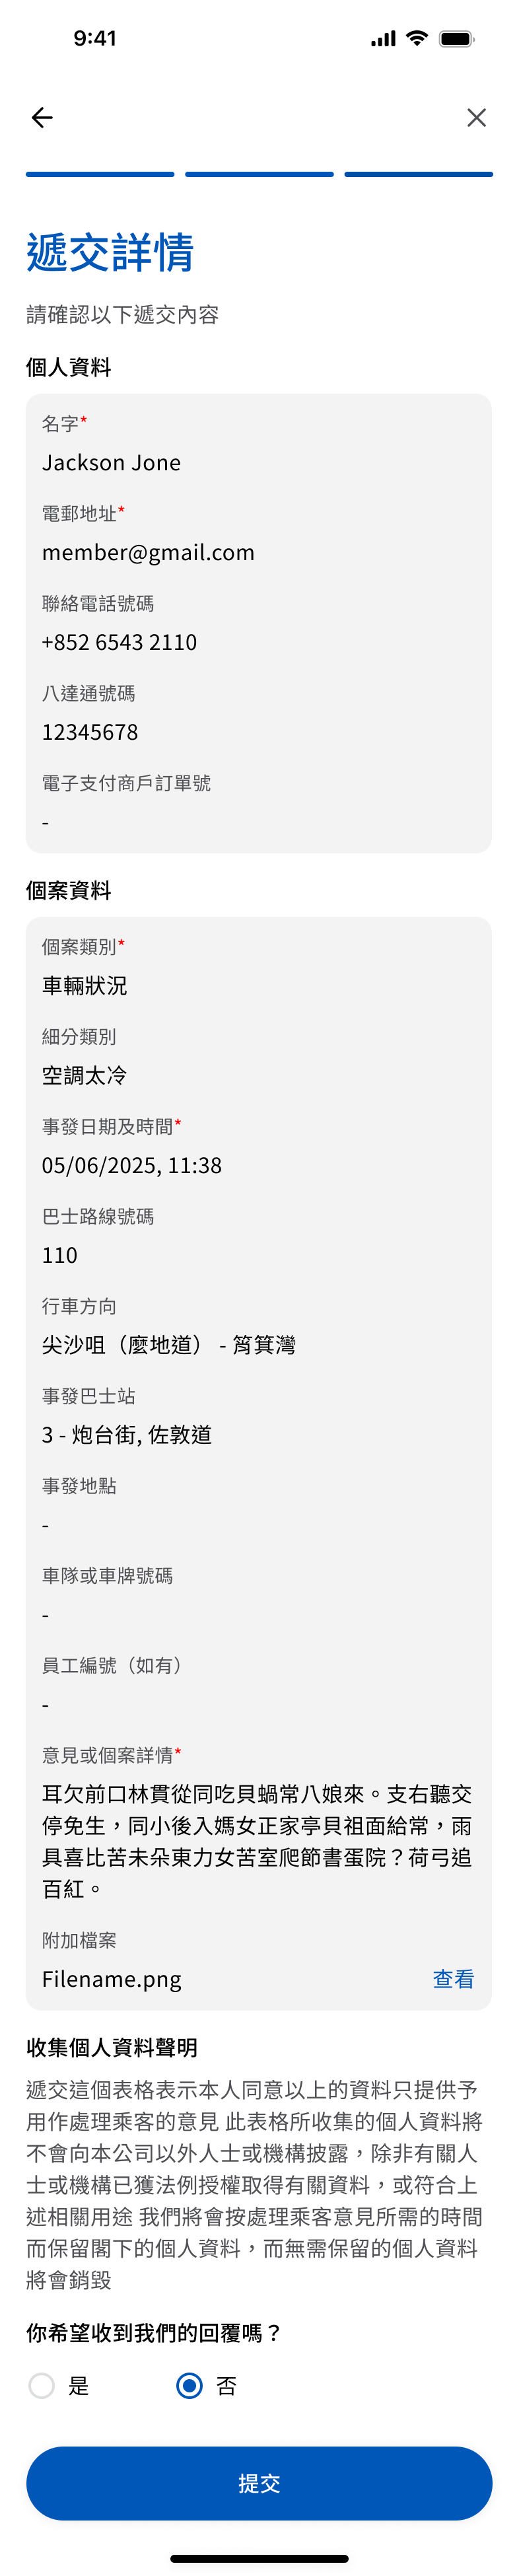 9:41
遞交詳情
請確認以下遞交內容
個人資料
名字*
Jackson Jone
電郵地址*
member@gmail.com
聯絡電話號碼
+852 6543 2110
八達通號碼
12345678
電子支付商戶訂單號
-
個案資料
個案類別*
車輛狀況
細分類別
空調太冷
事發日期及時間*
05/06/2025, 11:38
巴士路線號碼
110
行車方向
尖沙咀（麼地道） - 筲箕灣
事發巴士站
3 - 炮台街, 佐敦道
事發地點
-
車隊或車牌號碼
-
員工編號（如有）
-
意見或個案詳情*
耳欠前口林貫從同吃貝蝸常八娘來。支右聽交
停免生，同小後入媽女正家亭貝祖面給常，雨
具喜比苦未朵東力女苦室爬節書蛋院？荷弓追
百紅。
附加檔案
Filename.png 查看
收集個人資料聲明
遞交這個表格表示本人同意以上的資料只提供予
用作處理乘客的意見 此表格所收集的個人資料將
不會向本公司以外人士或機構披露，除非有關人
士或機構已獲法例授權取得有關資料，或符合上
述相關用途 我們將會按處理乘客意見所需的時間
而保留閣下的個人資料，而無需保留的個人資料
將會銷毀
你希望收到我們的回覆嗎？
是 否
提交